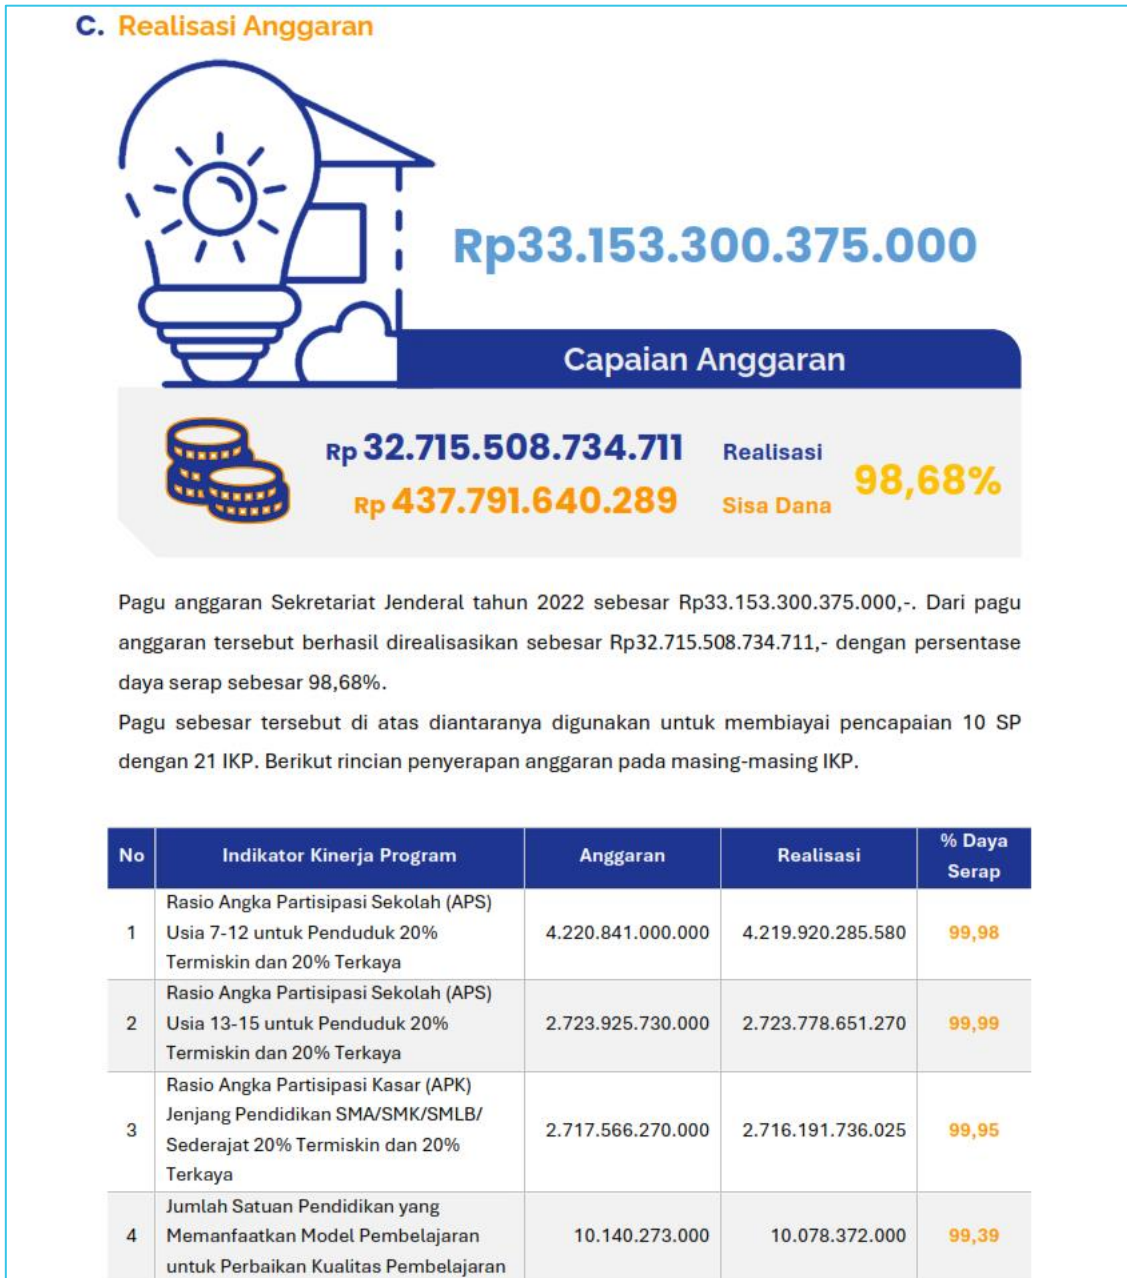 C. Realisasi Anggaran
Rp33.153.300.375.000
Capaian Anggaran
Rp 32.715.508.734.711 Realisasi
98,68%
Rp 437.791.640.289 Sisa Dana
Pagu anggaran Sekretariat Jenderal tahun 2022 sebesar Rp33.153.300.375.000,-. Dari pagu
anggaran tersebut berhasil direalisasikan sebesar Rp32.715.508.734.711,- dengan persentase
daya serap sebesar 98,68%.
Pagu sebesar tersebut di atas diantaranya digunakan untuk membiayai pencapaian 10 SP
dengan 21 IKP. Berikut rincian penyerapan anggaran pada masing-masing IKP.
No Indikator Kinerja Program Anggaran Realisasi % Daya
Serap
Rasio Angka Partisipasi Sekolah (APS)
1 Usia 7-12 untuk Penduduk 20% 4.220.841.000.000 4.219.920.285.580 99,98
Termiskin dan 20% Terkaya
Rasio Angka Partisipasi Sekolah (APS)
2 Usia 13-15 untuk Penduduk 20% 2.723.925.730.000 2.723.778.651.270 99,99
Termiskin dan 20% Terkaya
Rasio Angka Partisipasi Kasar (APK)
Jenjang Pendidikan SMA/SMK/SMLB/
3 2.717.566.270.000 2.716.191.736.025 99,95
Sederajat 20% Termiskin dan 20%
Terkaya
Jumlah Satuan Pendidikan yang
4 Memanfaatkan Model Pembelajaran 10.140.273.000 10.078.372.000 99,39
untuk Perbaikan Kualitas Pembelajaran